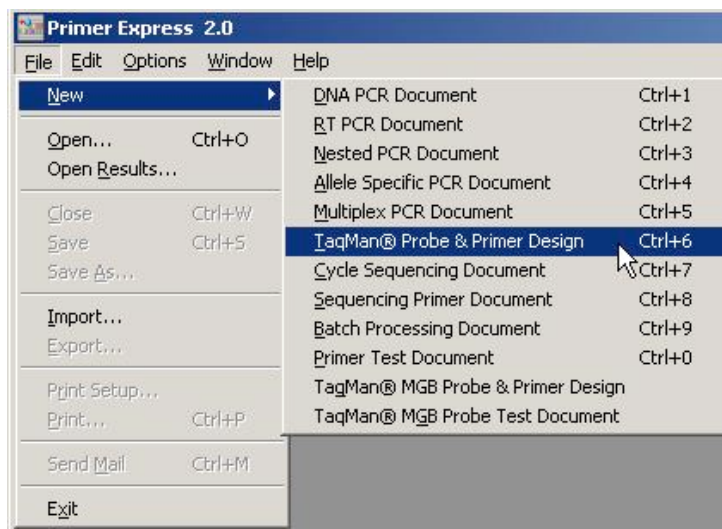 Primer Express 2.0
File Edit Options Window Help
New
Open... Ctrl+O
Open Results...
Close Ctrl+W
Save Ctrl+S
Save As...
Import...
Export...
Print Setup...
Print... Ctrl+P
Send Mail Ctrl+M
Exit
DNA PCR Document Ctrl+1
RT PCR Document Ctrl+2
Nested PCR Document Ctrl+3
Allele Specific PCR Document Ctrl+4
Multiplex PCR Document Ctrl+5
TaqMan® Probe & Primer Design Ctrl+6
Cycle Sequencing Document Ctrl+7
Sequencing Primer Document Ctrl+8
Batch Processing Document Ctrl+9
Primer Test Document Ctrl+0
TaqMan® MGB Probe & Primer Design
TaqMan® MGB Probe Test Document